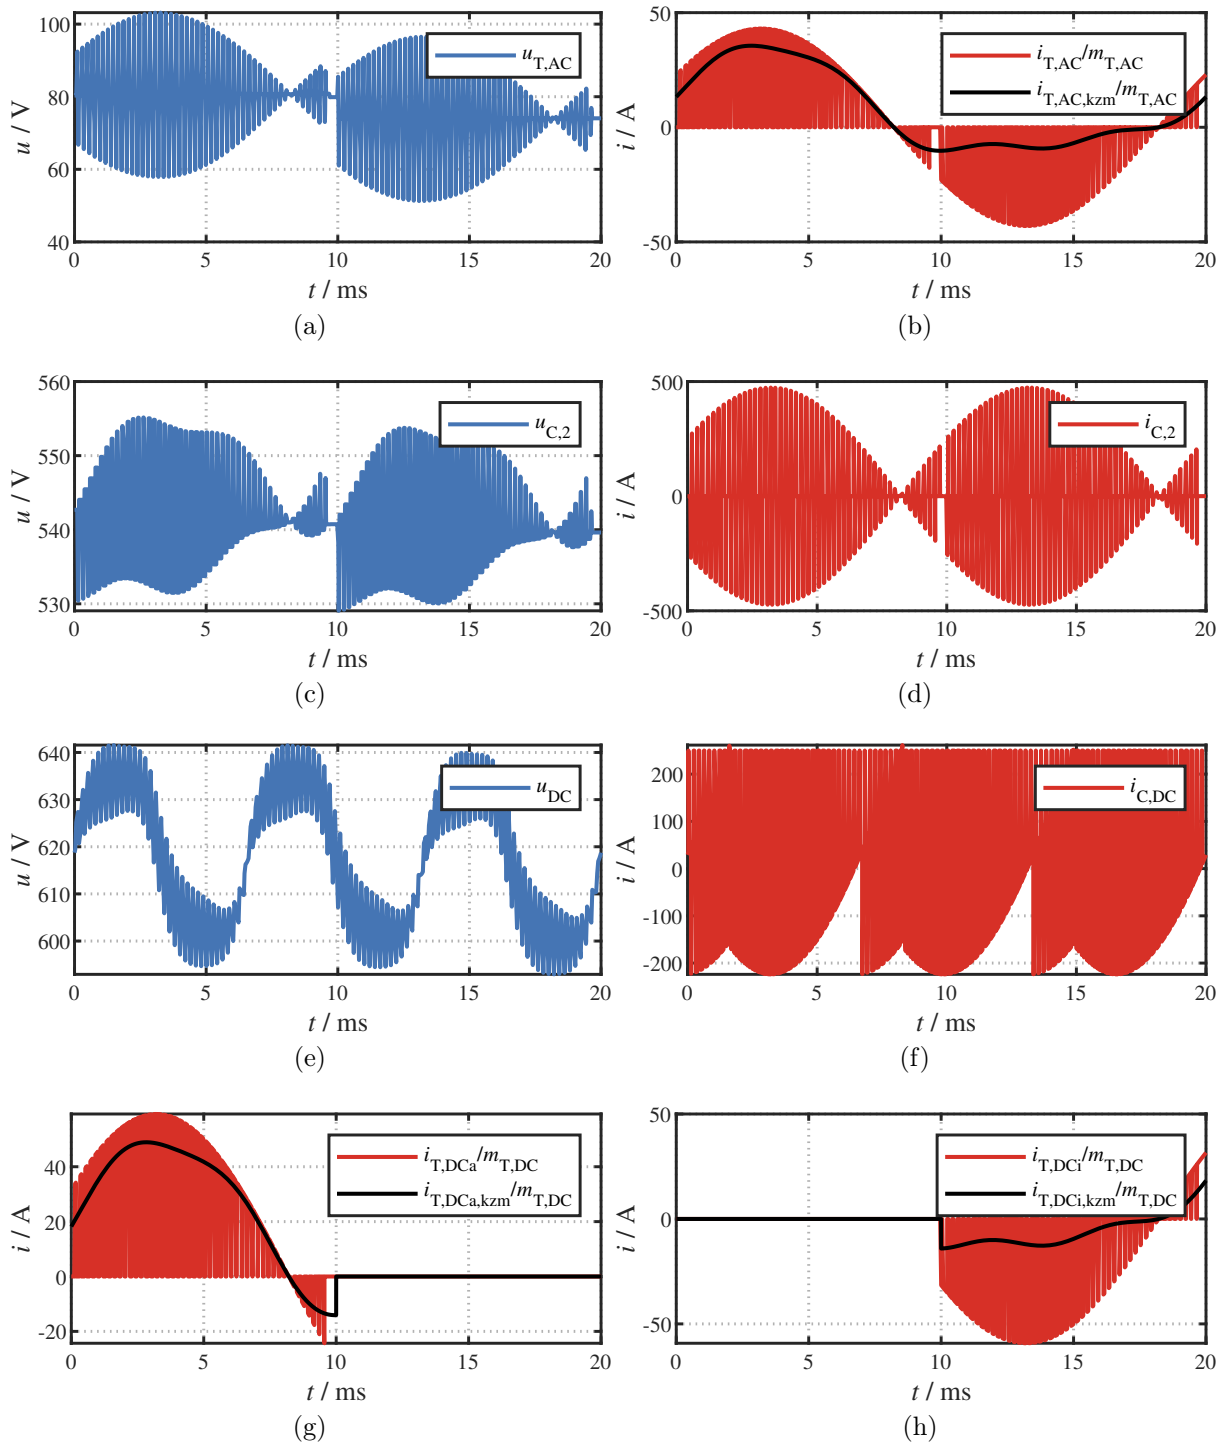 100
80
60
40
u / V
u_T,AC
0 5 10 15 20
t / ms
(a)
50
0
-50
i / A
i_T,AC/m_T,AC
i_T,AC,kzm/m_T,AC
0 5 10 15 20
t / ms
(b)
560
550
540
530
u / V
u_C,2
0 5 10 15 20
t / ms
(c)
500
0
-500
i / A
i_C,2
0 5 10 15 20
t / ms
(d)
640
630
620
610
600
u / V
u_DC
0 5 10 15 20
t / ms
(e)
200
100
0
-100
-200
i / A
i_C,DC
0 5 10 15 20
t / ms
(f)
40
20
0
-20
i / A
i_T,DCa/m_T,DC
i_T,DCa,kzm/m_T,DC
0 5 10 15 20
t / ms
(g)
50
0
-50
i / A
i_T,DCi/m_T,DC
i_T,DCi,kzm/m_T,DC
0 5 10 15 20
t / ms
(h)